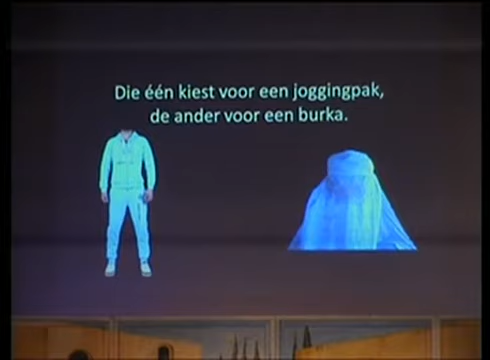 Die één kiest voor een joggingpak,
de ander voor een burka.